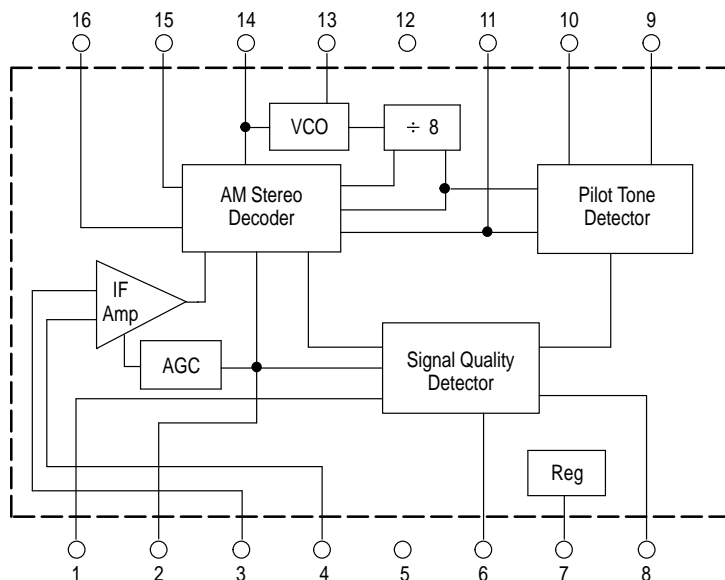 16 15 14 13 12 11 10 9
VCO
÷ 8
AM Stereo
Decoder
Pilot Tone
Detector
IF
Amp
AGC
Signal Quality
Detector
Reg
1 2 3 4 5 6 7 8